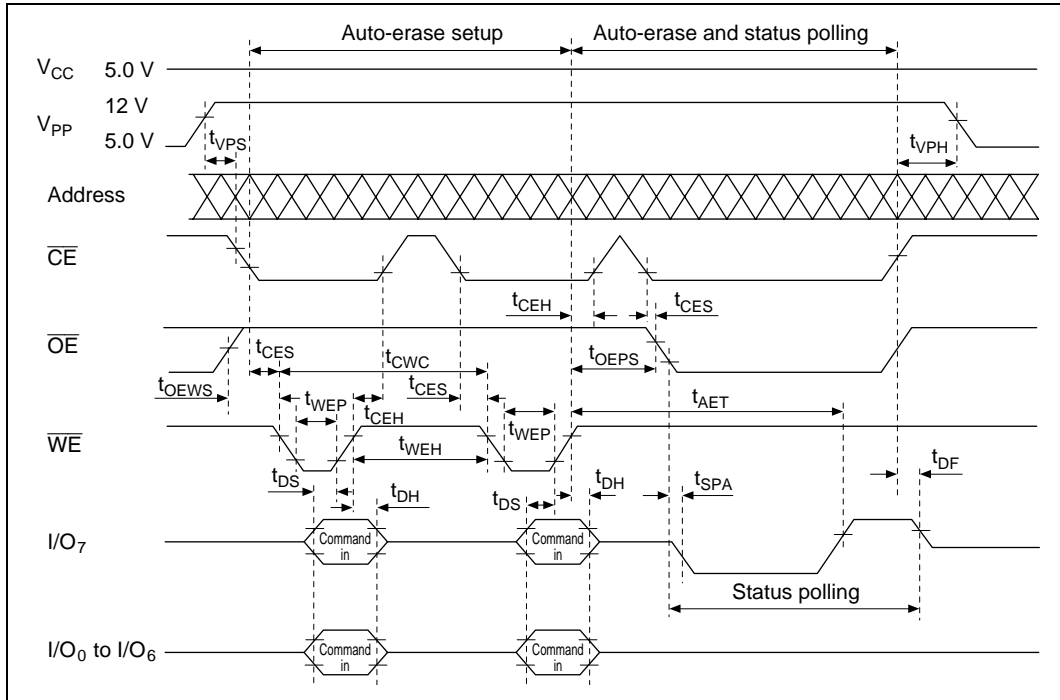 Auto-erase setup Auto-erase and status polling
VCC 5.0 V
12 V
VPP
5.0 V
tVPS
tVPH
Address
CE
tCEH
tCES
OE
tCES
tCWC
tOEPS
tOEWS
tWEP
tCEH
tCES
tWEP
tAET
WE
tWEH
tDS
tDH
tDS
tDH
tSPA
tDF
I/O7
Command in
Command in
Status polling
I/O0 to I/O6
Command in
Command in